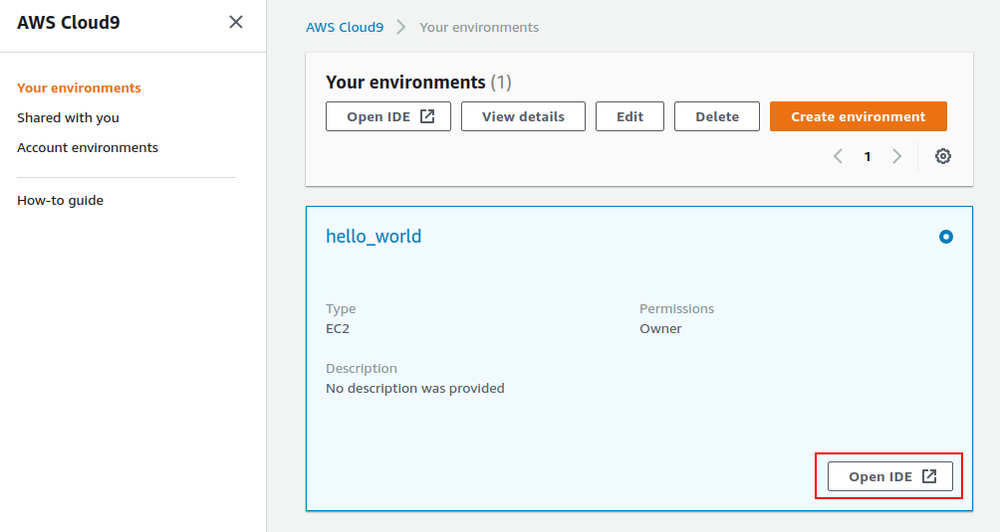 AWS Cloud9
Your environments
Shared with you
Account environments
How-to guide
AWS Cloud9 Your environments
Your environments (1)
Open IDE View details Edit Delete Create environment
1
hello_world
Type Permissions
EC2 Owner
Description
No description was provided
Open IDE